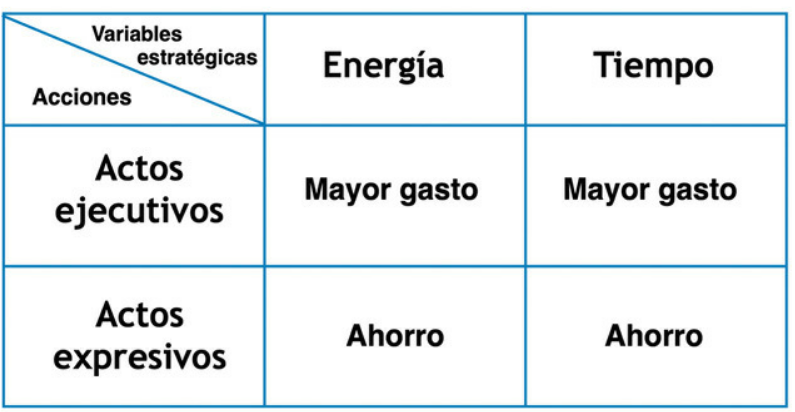 Variables
estratégicas
Acciones
Energía
Tiempo
Actos
ejecutivos
Mayor gasto
Mayor gasto
Actos
expresivos
Ahorro
Ahorro